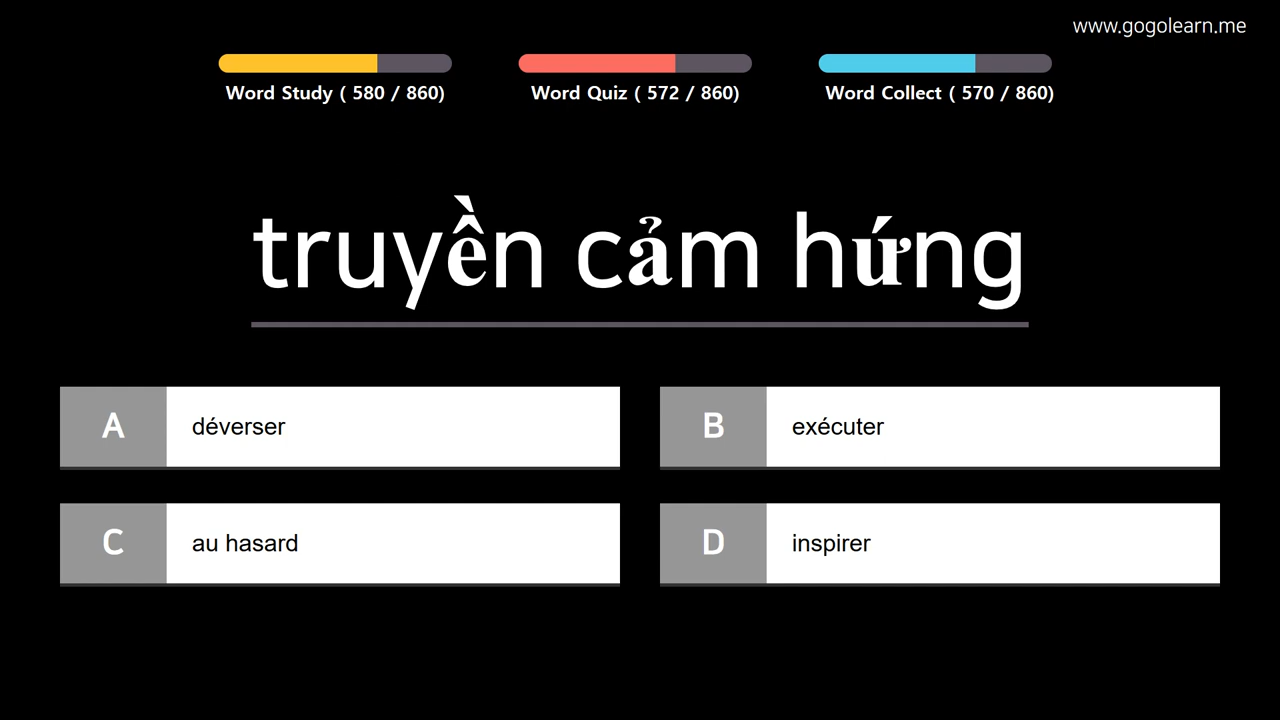 www.gogolearn.me
Word Study ( 580 / 860)
Word Quiz ( 572 / 860)
Word Collect ( 570 / 860)
truyền cảm hứng
A déverser
B exécuter
C au hasard
D inspirer